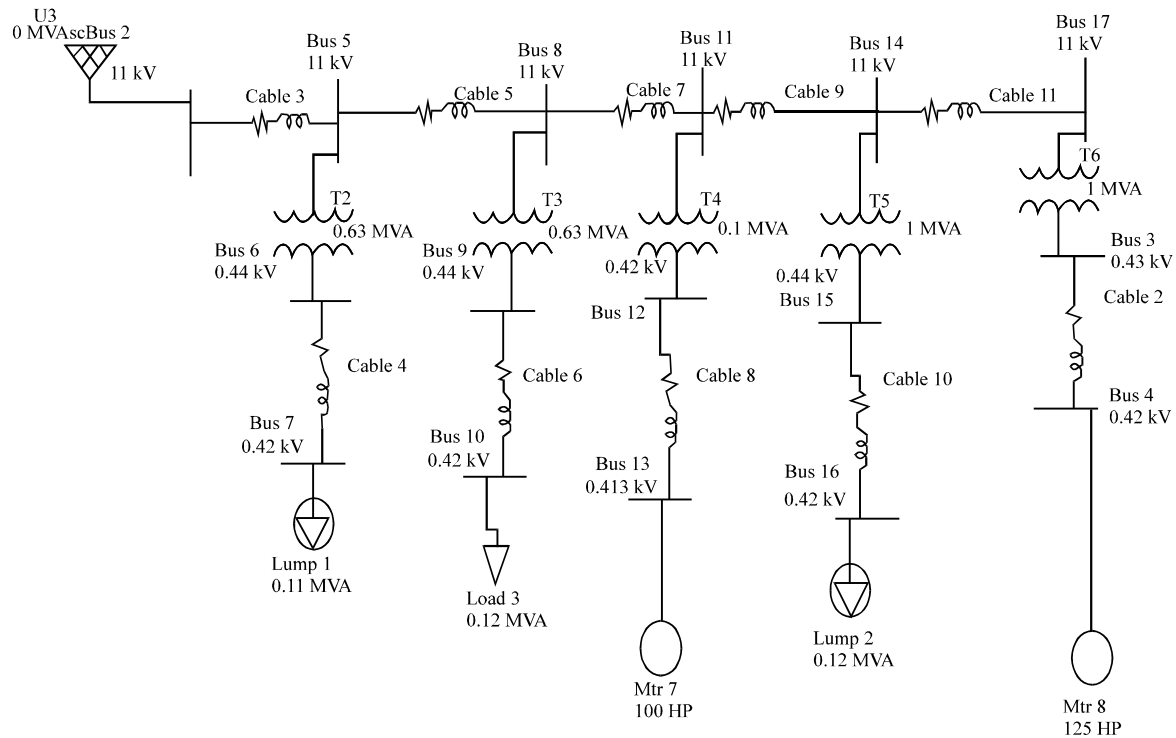 U3
0 MVAscBus 2
11 kV
Cable 3
Bus 5
11 kV
Cable 5
Bus 8
11 kV
Cable 7
Bus 11
11 kV
Cable 9
Bus 14
11 kV
Cable 11
Bus 17
11 kV
T2
0.63 MVA
Bus 6
0.44 kV
Cable 4
Bus 7
0.42 kV
Lump 1
0.11 MVA
T3
0.63 MVA
Bus 9
0.44 kV
Cable 6
Bus 10
0.42 kV
Load 3
0.12 MVA
T4
0.1 MVA
0.42 kV
Bus 12
Cable 8
Bus 13
0.413 kV
Mtr 7
100 HP
T5
1 MVA
0.44 kV
Bus 15
Cable 10
Bus 16
0.42 kV
Lump 2
0.12 MVA
T6
1 MVA
Bus 3
0.43 kV
Cable 2
Bus 4
0.42 kV
Mtr 8
125 HP